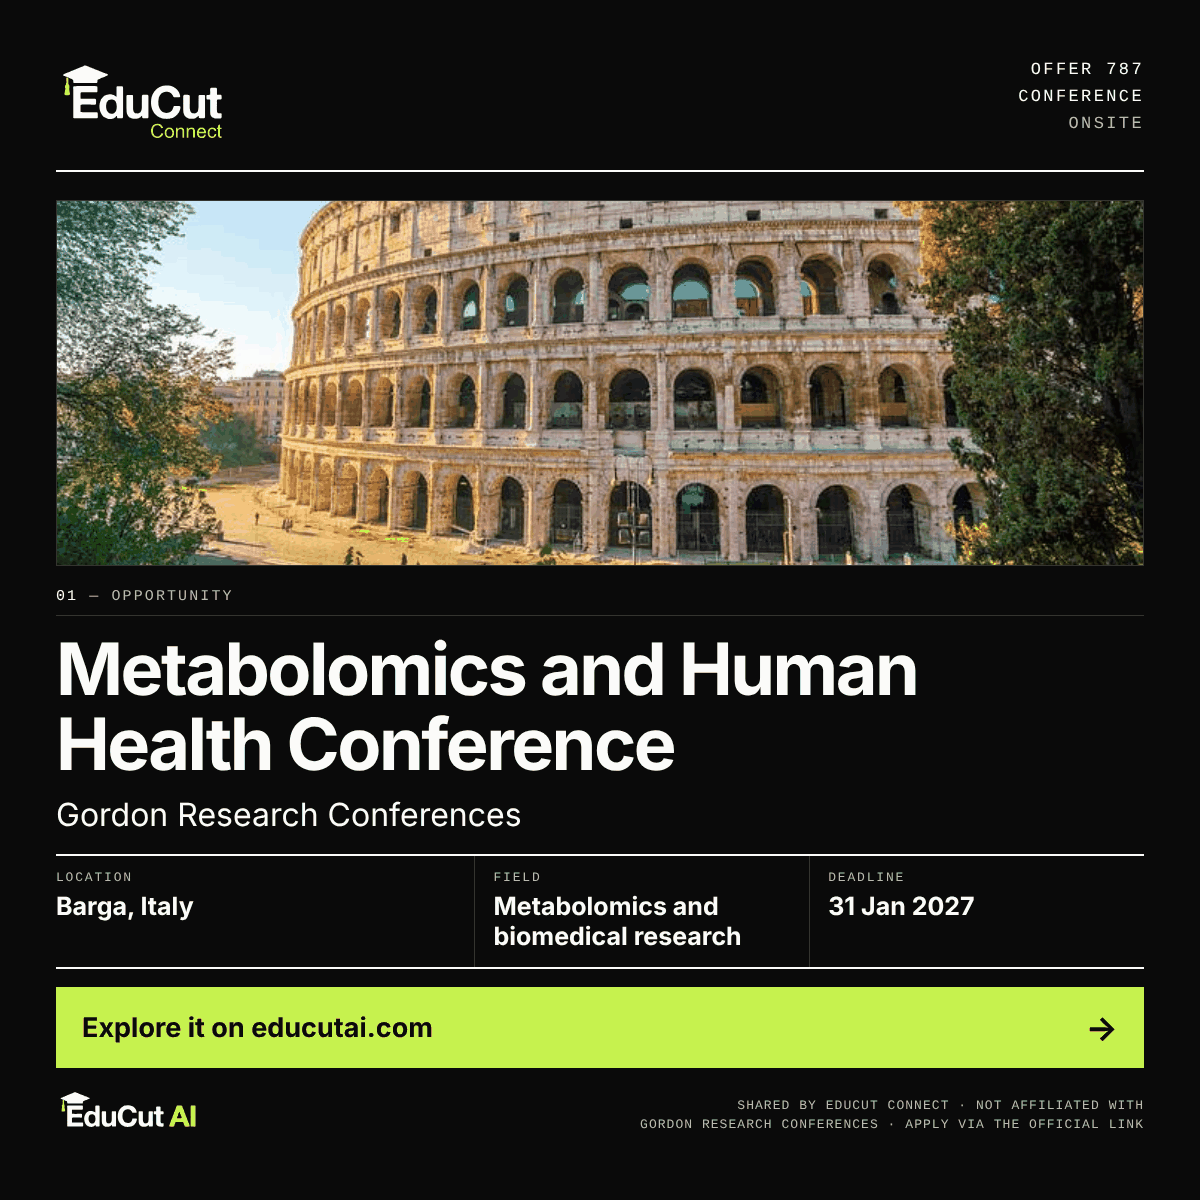 EduCut
Connect
OFFER 787
CONFERENCE
ONSITE
01 — OPPORTUNITY
Metabolomics and Human
Health Conference
Gordon Research Conferences
LOCATION
Barga, Italy
FIELD
Metabolomics and
biomedical research
DEADLINE
31 Jan 2027
Explore it on educutai.com →
EduCut AI
SHARED BY EDUCUT CONNECT · NOT AFFILIATED WITH
GORDON RESEARCH CONFERENCES · APPLY VIA THE OFFICIAL LINK